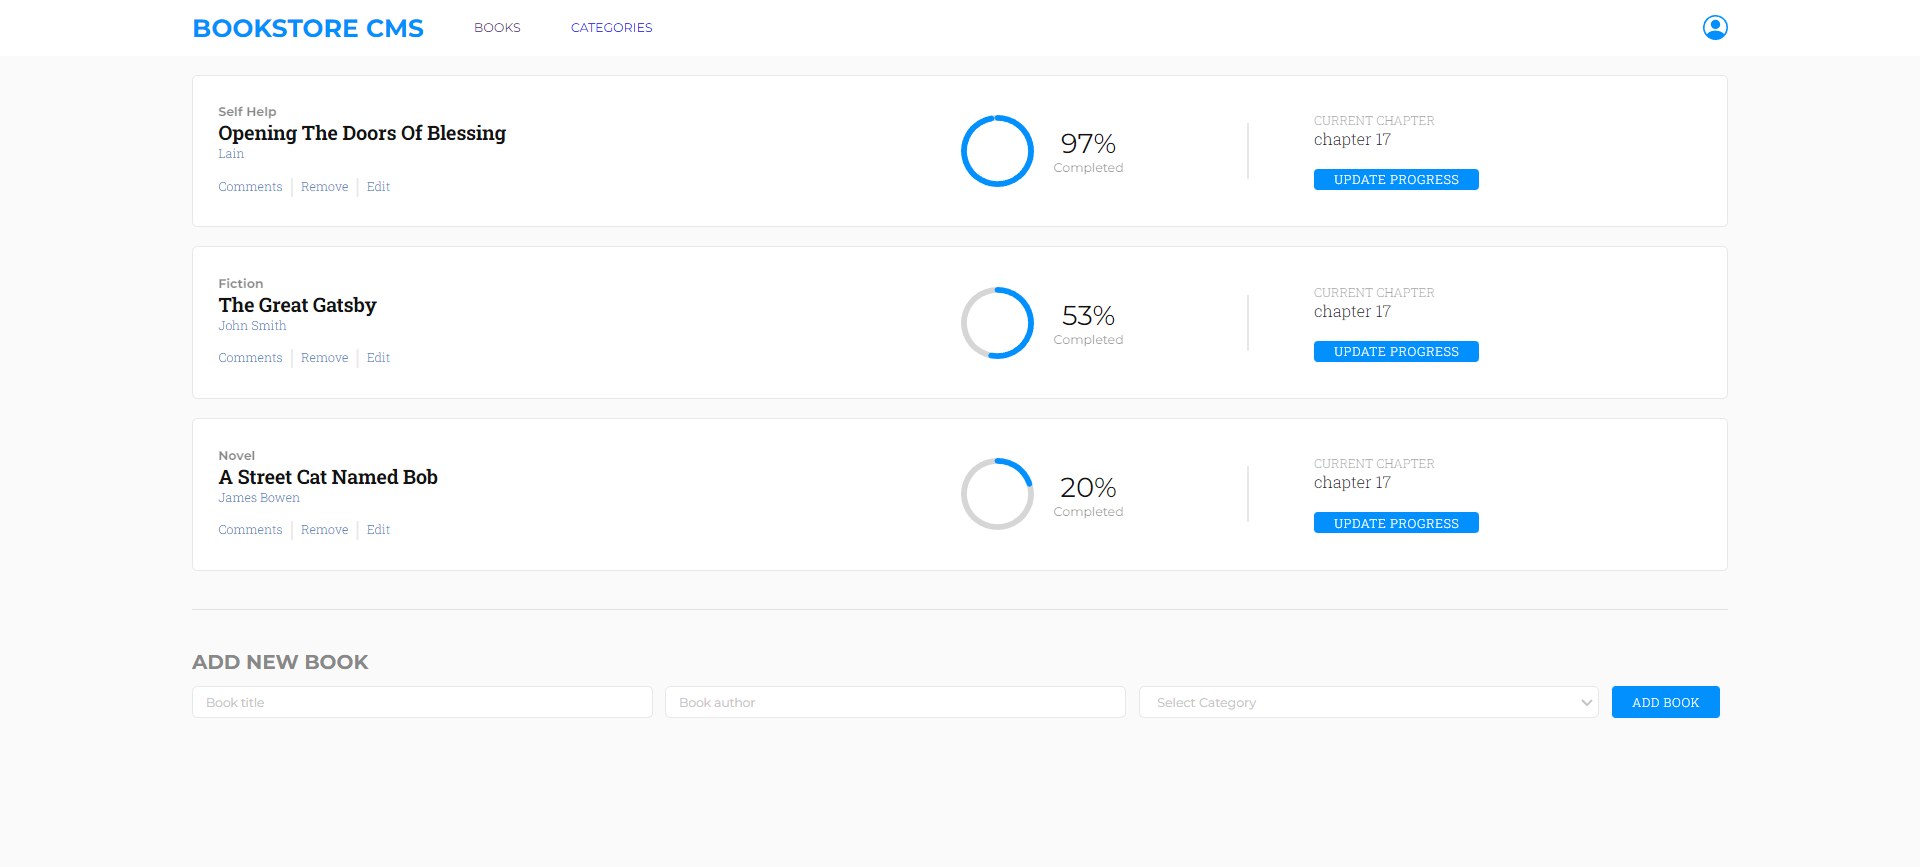 BOOKSTORE CMS BOOKS CATEGORIES
Self Help
Opening The Doors Of Blessing
Lain
Comments Remove Edit
97%
Completed
CURRENT CHAPTER
chapter 17
UPDATE PROGRESS
Fiction
The Great Gatsby
John Smith
Comments Remove Edit
53%
Completed
CURRENT CHAPTER
chapter 17
UPDATE PROGRESS
Novel
A Street Cat Named Bob
James Bowen
Comments Remove Edit
20%
Completed
CURRENT CHAPTER
chapter 17
UPDATE PROGRESS
ADD NEW BOOK
Book title Book author Select Category ADD BOOK